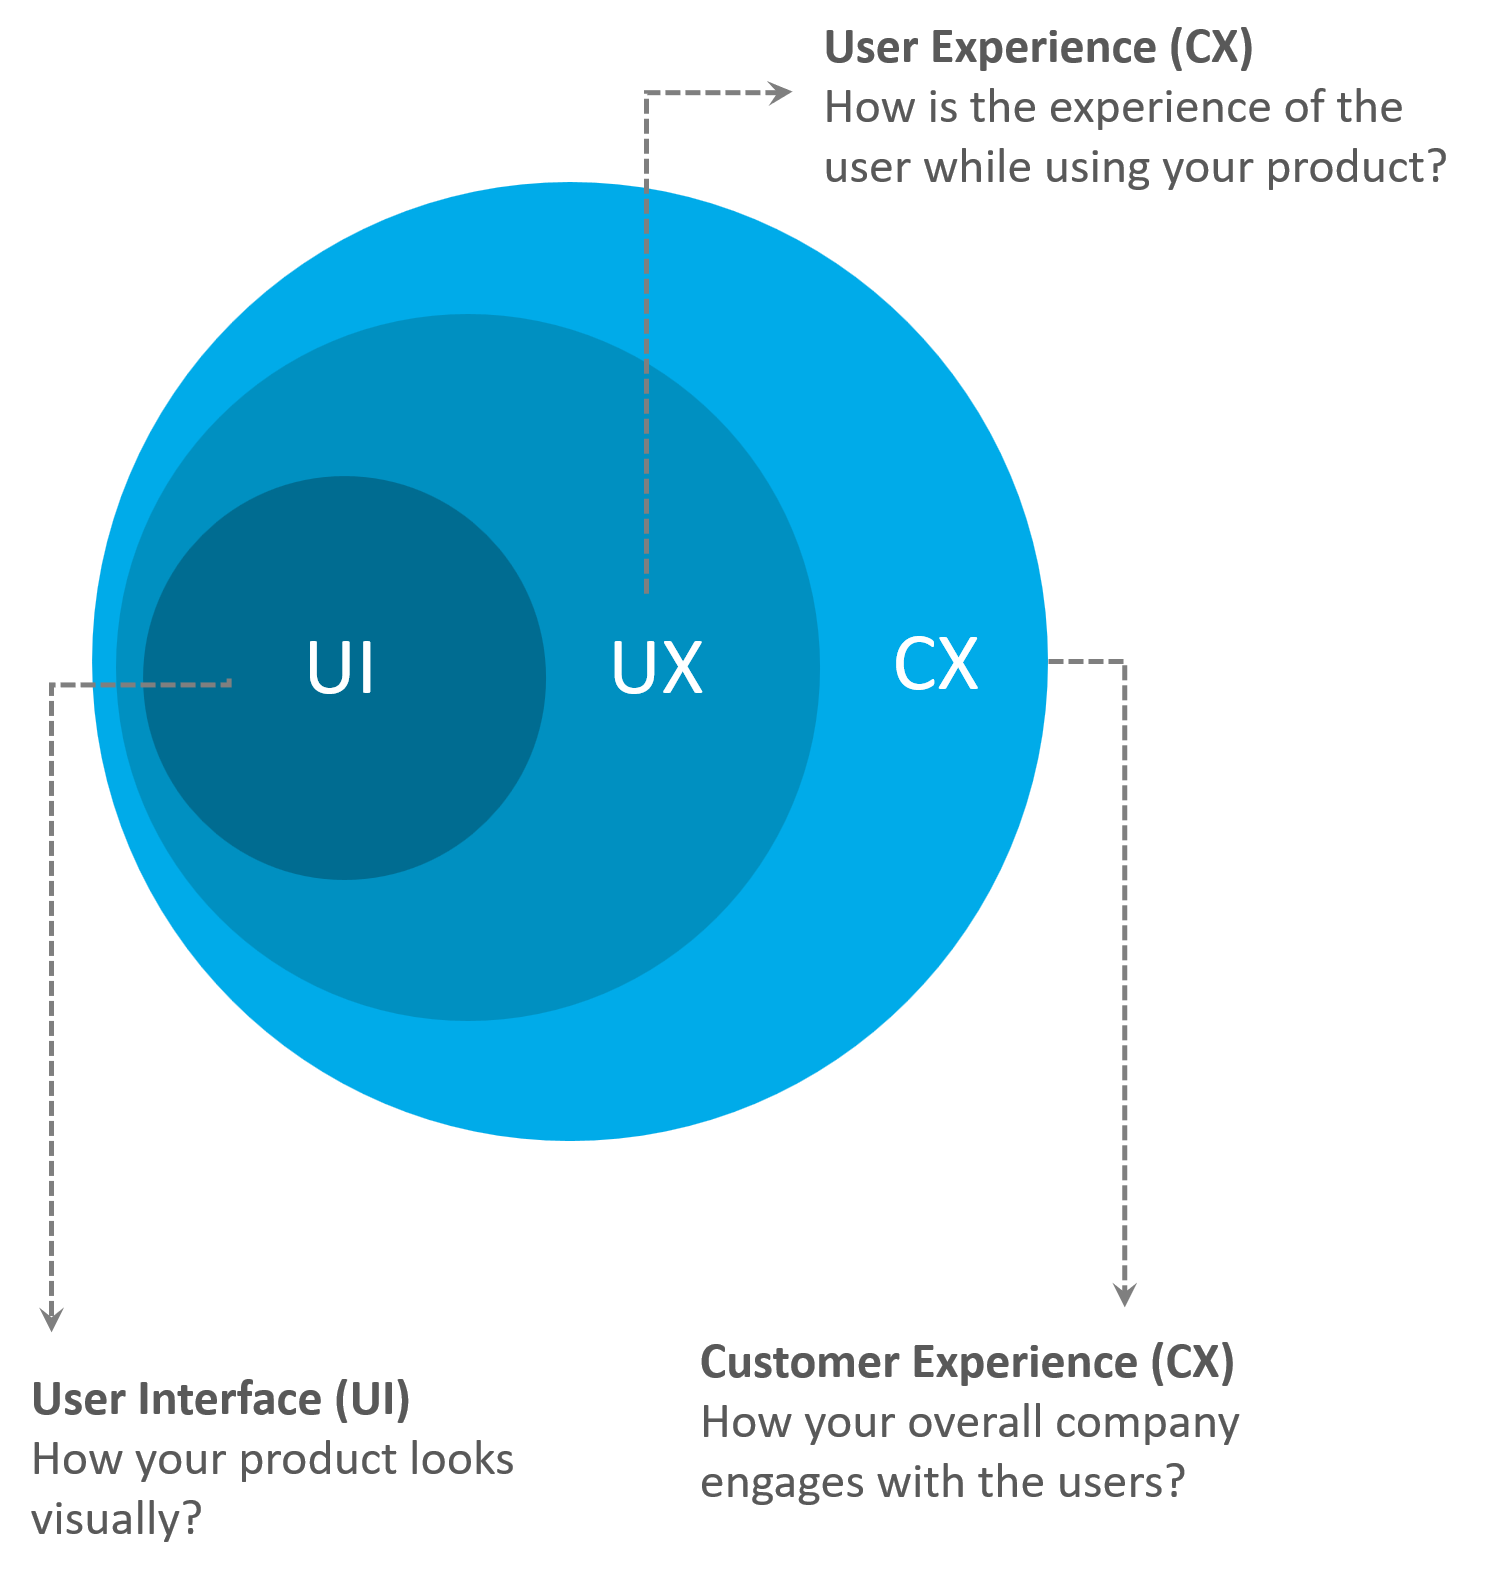 User Experience (CX)
How is the experience of the
user while using your product?
UI
UX
CX
User Interface (UI)
How your product looks
visually?
Customer Experience (CX)
How your overall company
engages with the users?